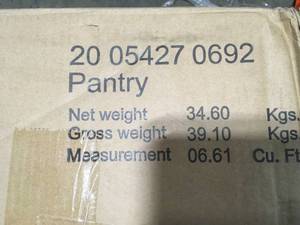 20 05427 0692
Pantry
Net weight 34.60 Kgs.
Gross weight 39.10 Kgs.
Measurement 06.61 Cu. Ft